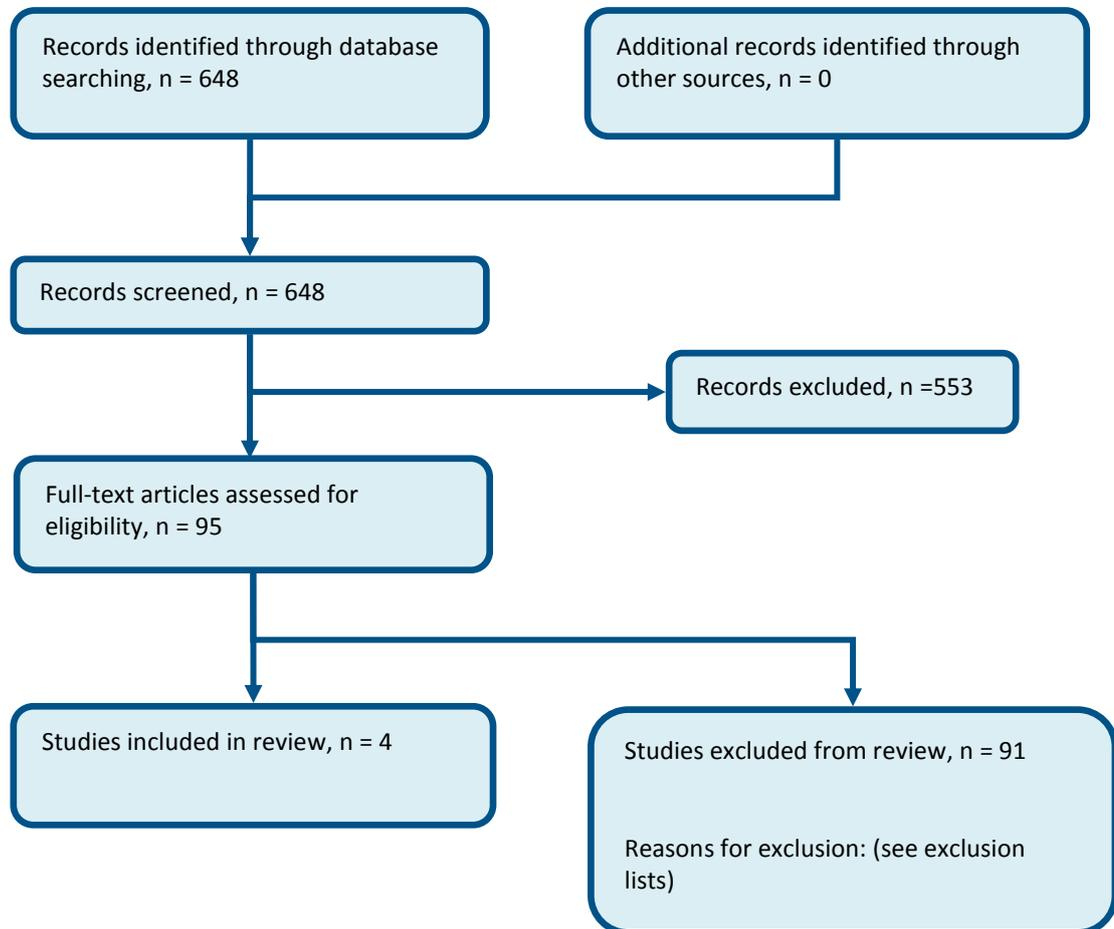 Records identified through database
searching, n = 648
Additional records identified through
other sources, n = 0
Records screened, n = 648
Records excluded, n =553
Full-text articles assessed for
eligibility, n = 95
Studies included in review, n = 4
Studies excluded from review, n = 91
Reasons for exclusion: (see exclusion
lists)